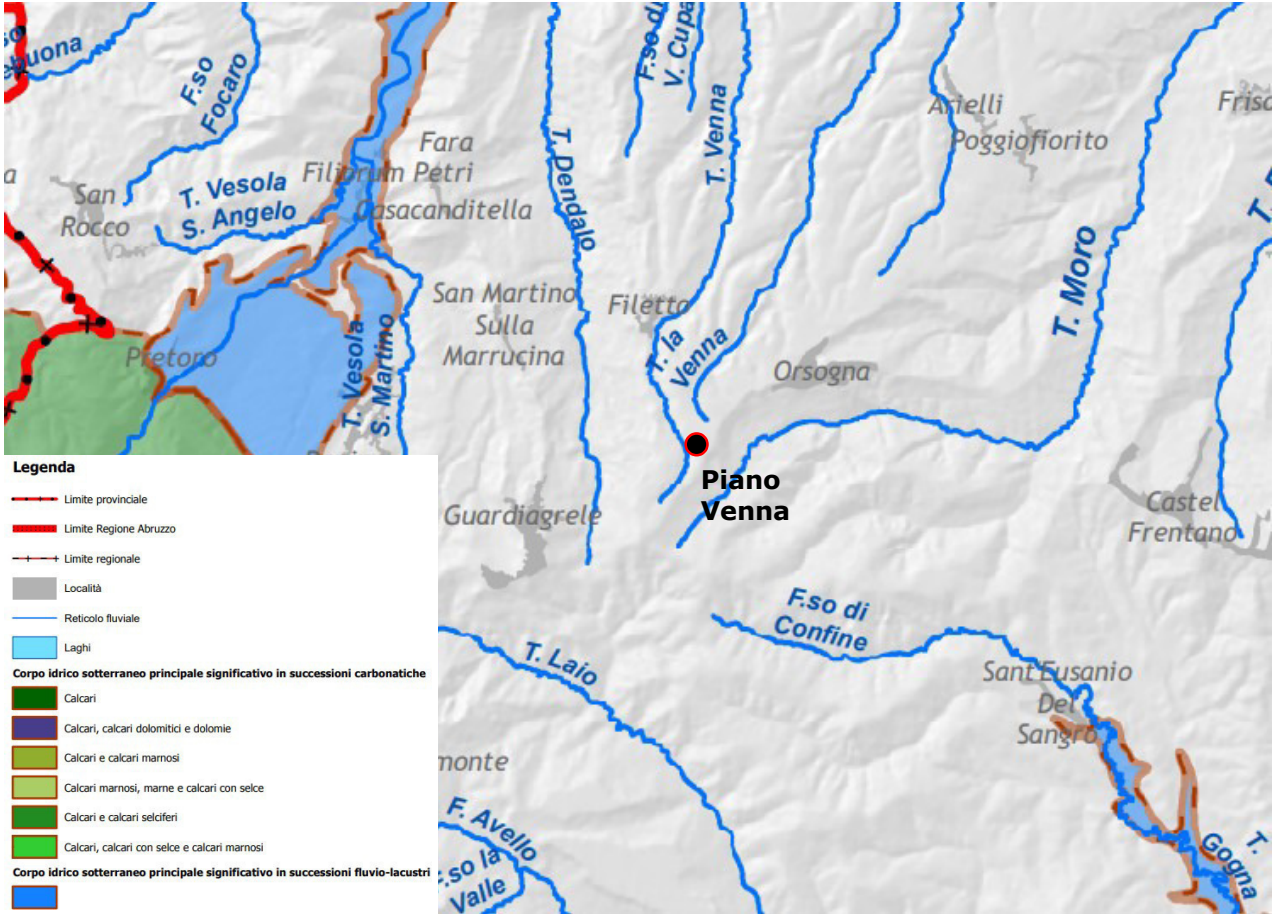 F.so
Focaro
F.so di
V. Cupa
T. Venna
Arielli
Poggiofiorito
Fara
Filiorum Petri
Casacanditella
T. Vesola
S. Angelo
San
Rocco
T. Dendalo
T. Moro
San Martino
Sulla
Marrucina
Filetta
T. la
Venna
Orsogna
Pretoro
T. Vesola
S. Martino
Piano
Venna
Guardiagrele
Castel
Frentano
F.so di
Confine
T. Laio
Sant'Eusanio
Del
Sangro
monte
F. Avello
F.so la
Valle
T.
Gogna
Legenda
Limite provinciale
Limite Regione Abruzzo
Limite regionale
Località
Reticolo fluviale
Laghi
Corpo idrico sotterraneo principale significativo in successioni carbonatiche
Calcari
Calcari, calcari dolomitici e dolomie
Calcari e calcari marnosi
Calcari marnosi, marne e calcari con selce
Calcari e calcari selciferi
Calcari, calcari con selce e calcari marnosi
Corpo idrico sotterraneo principale significativo in successioni fluvio-lacustri